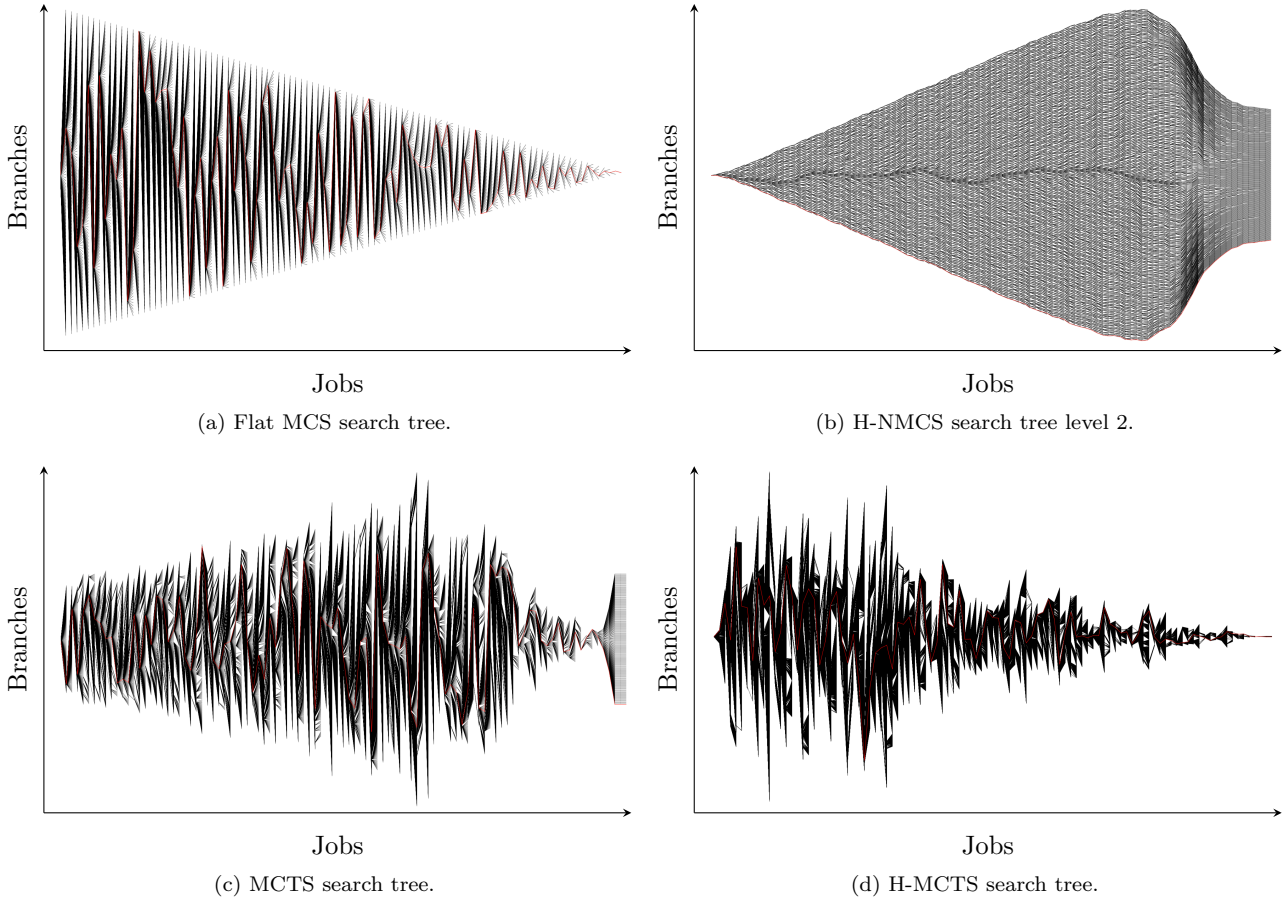 Branches
Jobs
(a) Flat MCS search tree.
Branches
Jobs
(b) H-NMCS search tree level 2.
Branches
Jobs
(c) MCTS search tree.
Branches
Jobs
(d) H-MCTS search tree.